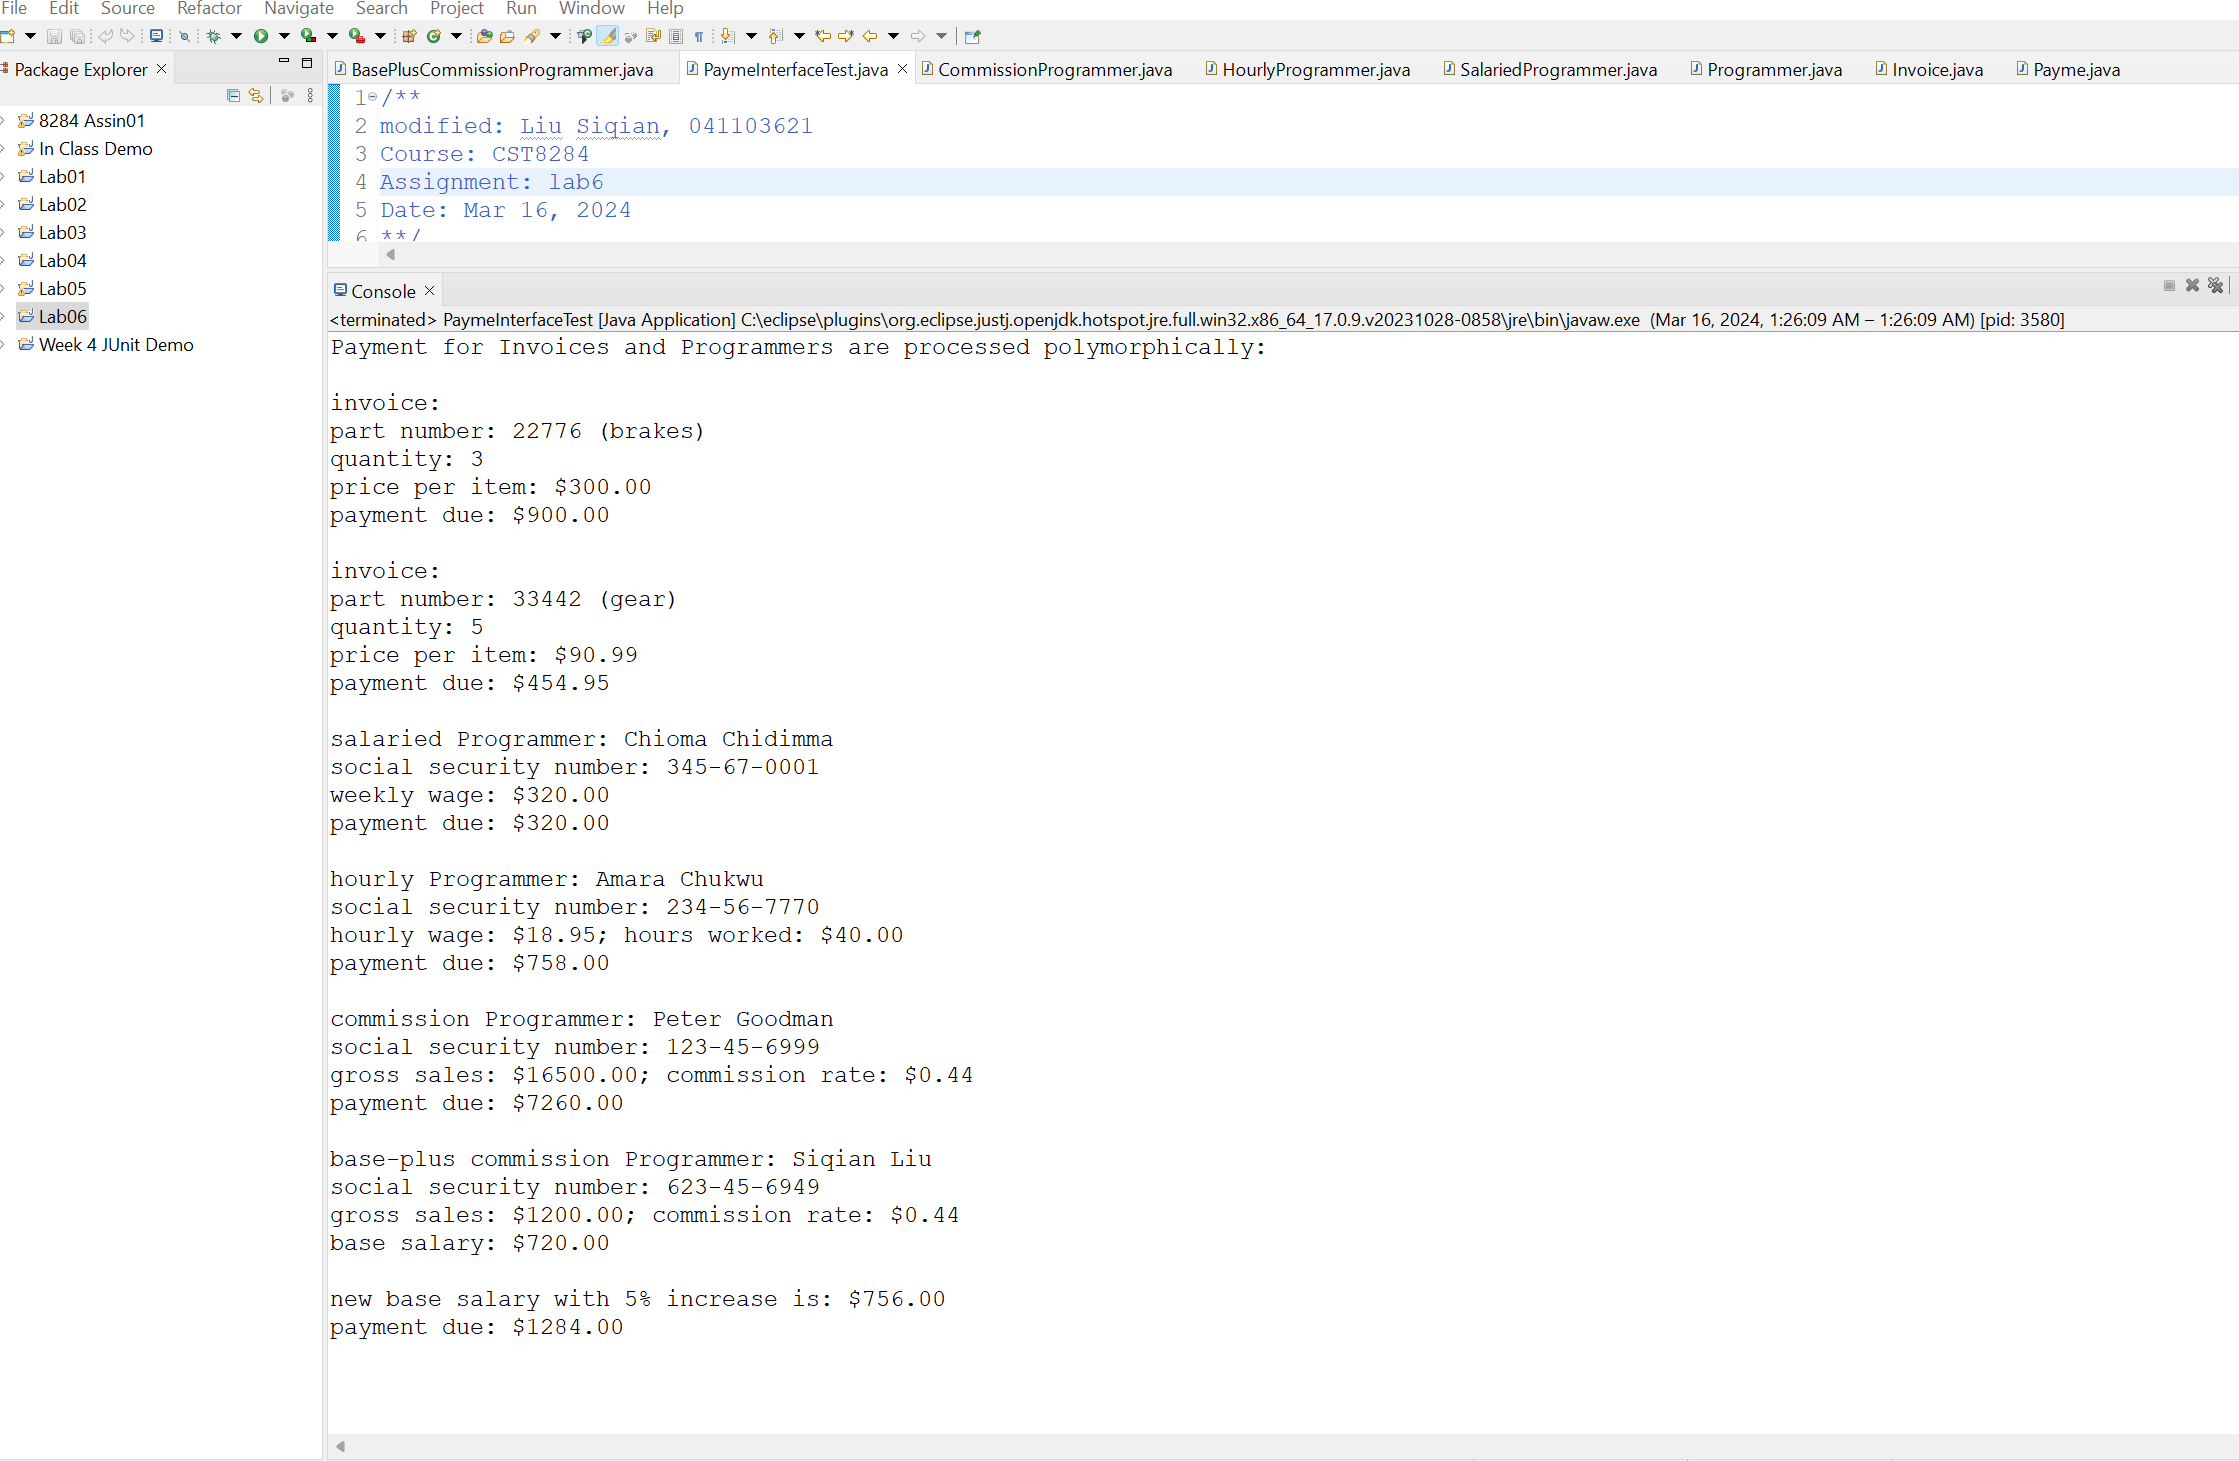 File Edit Source Refactor Navigate Search Project Run Window Help
Package Explorer
8284 Assin01
In Class Demo
Lab01
Lab02
Lab03
Lab04
Lab05
Lab06
Week 4 JUnit Demo
BasePlusCommissionProgrammer.java PaymeInterfaceTest.java CommissionProgrammer.java HourlyProgrammer.java SalariedProgrammer.java Programmer.java Invoice.java Payme.java
1 /**
2 modified: Liu Siqian, 041103621
3 Course: CST8284
4 Assignment: lab6
5 Date: Mar 16, 2024
6 **/
Console
<terminated> PaymeInterfaceTest [Java Application] C:\eclipse\plugins\org.eclipse.justj.openjdk.hotspot.jre.full.win32.x86_64_17.0.9.v20231028-0858\jre\bin\javaw.exe (Mar 16, 2024, 1:26:09 AM – 1:26:09 AM) [pid: 3580]
Payment for Invoices and Programmers are processed polymorphically:
invoice:
part number: 22776 (brakes)
quantity: 3
price per item: $300.00
payment due: $900.00
invoice:
part number: 33442 (gear)
quantity: 5
price per item: $90.99
payment due: $454.95
salaried Programmer: Chioma Chidimma
social security number: 345-67-0001
weekly wage: $320.00
payment due: $320.00
hourly Programmer: Amara Chukwu
social security number: 234-56-7770
hourly wage: $18.95; hours worked: $40.00
payment due: $758.00
commission Programmer: Peter Goodman
social security number: 123-45-6999
gross sales: $16500.00; commission rate: $0.44
payment due: $7260.00
base-plus commission Programmer: Siqian Liu
social security number: 623-45-6949
gross sales: $1200.00; commission rate: $0.44
base salary: $720.00
new base salary with 5% increase is: $756.00
payment due: $1284.00